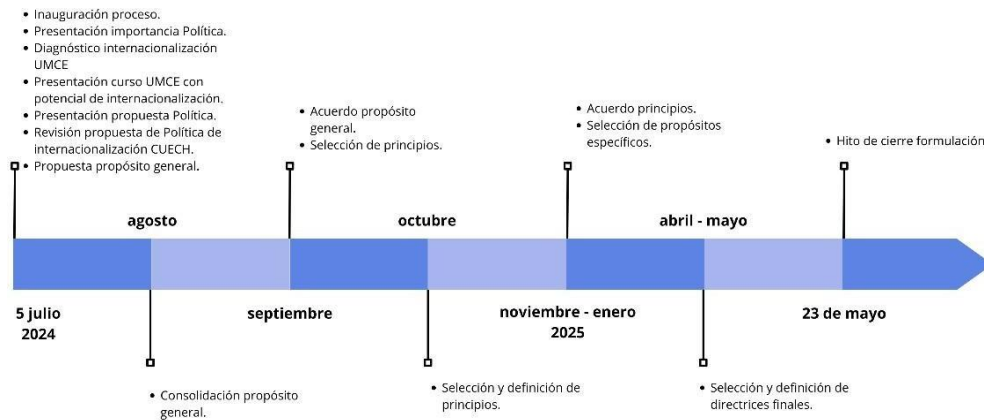 • Inauguración proceso.
• Presentación importancia Política.
• Diagnóstico internacionalización
UMCE
• Presentación curso UMCE con
potencial de internacionalización.
• Presentación propuesta Política.
• Revisión propuesta de Política de
internacionalización CUECH.
• Propuesta propósito general.
• Acuerdo propósito
general.
• Selección de principios.
• Acuerdo principios.
• Selección de propósitos
específicos.
• Hito de cierre formulación
agosto
octubre
abril - mayo
5 julio
2024
septiembre
noviembre - enero
2025
23 de mayo
• Consolidación propósito
general.
• Selección y definición de
principios.
• Selección y definición de
directrices finales.